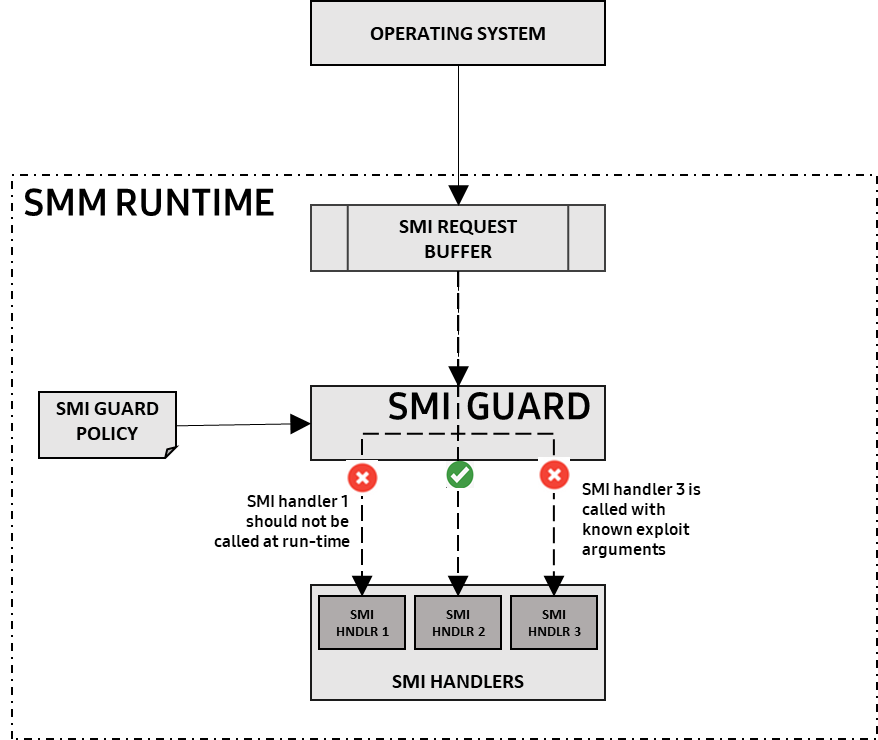 OPERATING SYSTEM
SMM RUNTIME
SMI REQUEST
BUFFER
SMI GUARD
POLICY
SMI GUARD
SMI handler 1
should not be
called at run-time
SMI handler 3 is
called with
known exploit
arguments
SMI
HNDLR 1
SMI
HNDLR 2
SMI
HNDLR 3
SMI HANDLERS